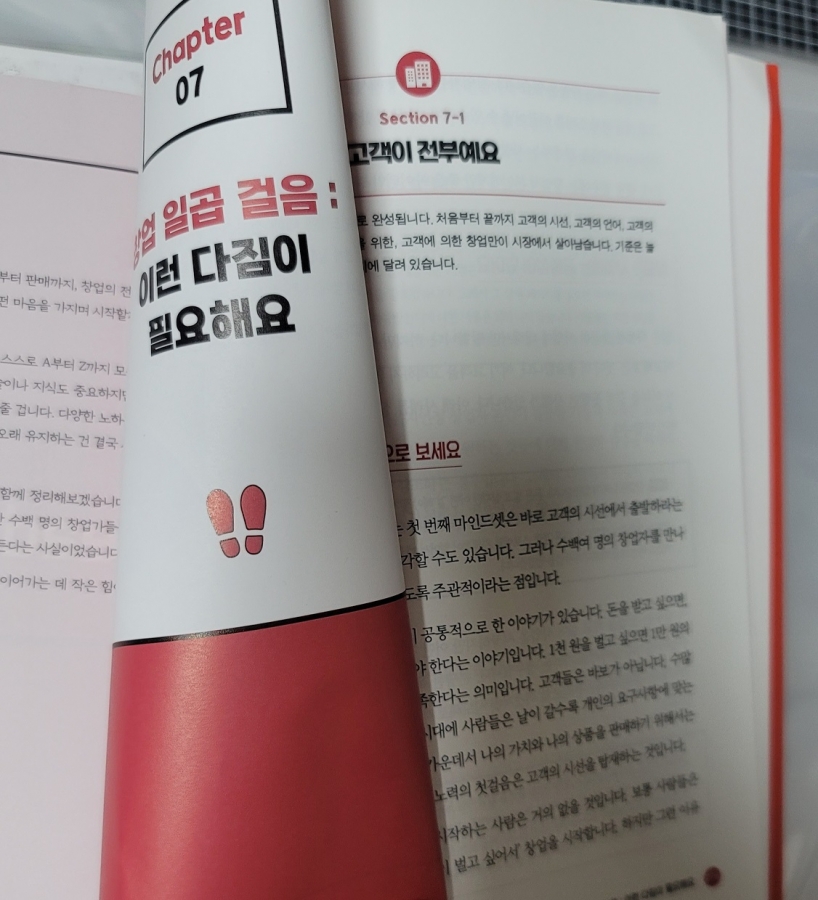 부터 판매까지, 창업의 전
떤 마음을 가지며 시작할
스스로 A부터 Z까지 모
이나 지식도 중요하지만
줄 겁니다. 다양한 노하
오래 유지하는 건 결국
함께 정리해보겠습니다
수백 명의 창업가들
든다는 사실이었습니다
이어가는 데 작은 힘
Chapter
07
창업 일곱 걸음 :
이런 다짐이
필요해요
Section 7-1
고객이 전부예요
로 완성됩니다. 처음부터 끝까지 고객의 시선, 고객의 언어, 고객의
위한, 고객에 의한 창업만이 시장에서 살아남습니다. 기준은 늘
에 달려 있습니다.
으로 보세요
는 첫 번째 마인드셋은 바로 고객의 시선에서 출발하라는
각할 수도 있습니다. 그러나 수백여 명의 창업자를 만나
도록 주관적이라는 점입니다.
공통적으로 한 이야기가 있습니다. 돈을 벌고 싶으면,
야 한다는 이야기입니다. 1천 원을 벌고 싶으면 1만 원의
족한다는 의미입니다. 고객들은 바보가 아닙니다. 수많
시대에 사람들은 날이 갈수록 개인의 요구사항에 맞는
가운데서 나의 가치와 나의 상품을 판매하기 위해서는
노력의 첫걸음은 고객의 시선을 탑재하는 것입니다.
시작하는 사람은 거의 없을 것입니다. 보통 사람들은
벌고 싶어서' 창업을 시작합니다. 하지만 그런 이유